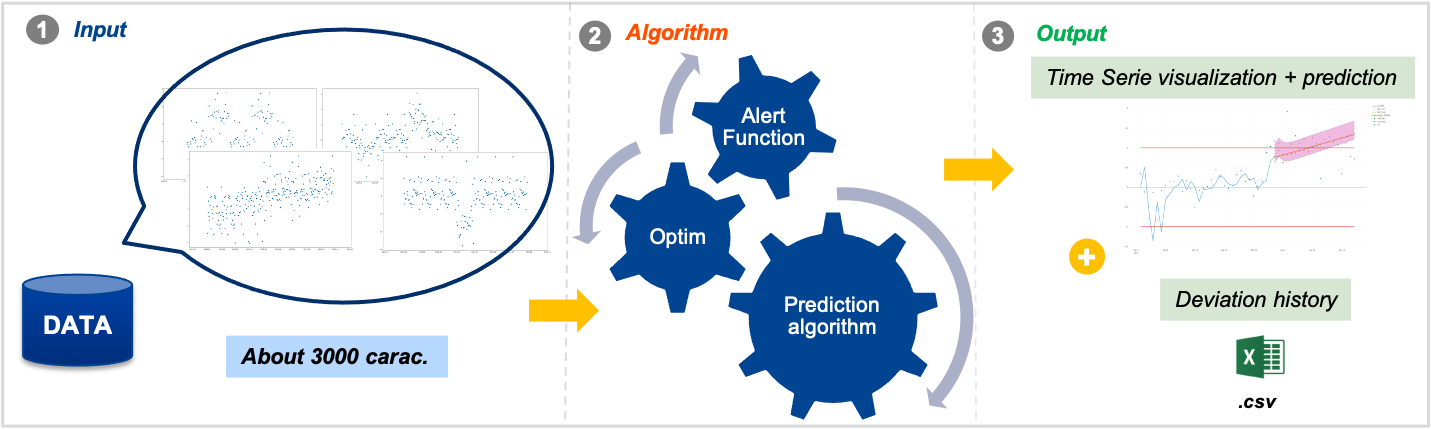 1 Input
DATA
About 3000 carac.
2 Algorithm
Alert
Function
Optim
Prediction
algorithm
3 Output
Time Serie visualization + prediction
Deviation history
X
.csv